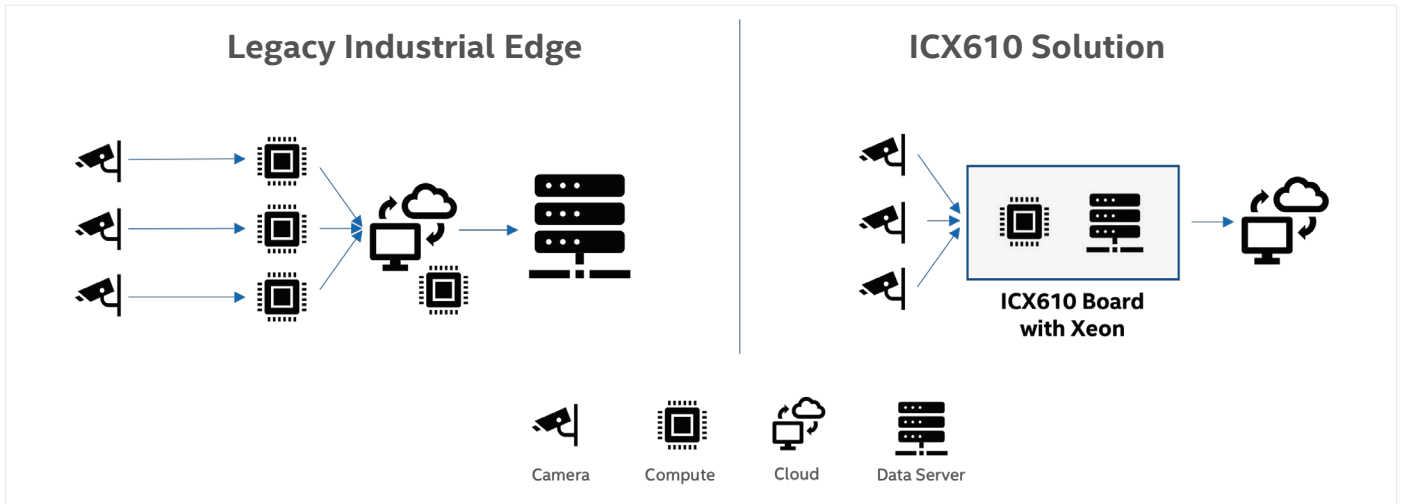 Legacy Industrial Edge
ICX610 Solution
ICX610 Board
with Xeon
Camera
Compute
Cloud
Data Server